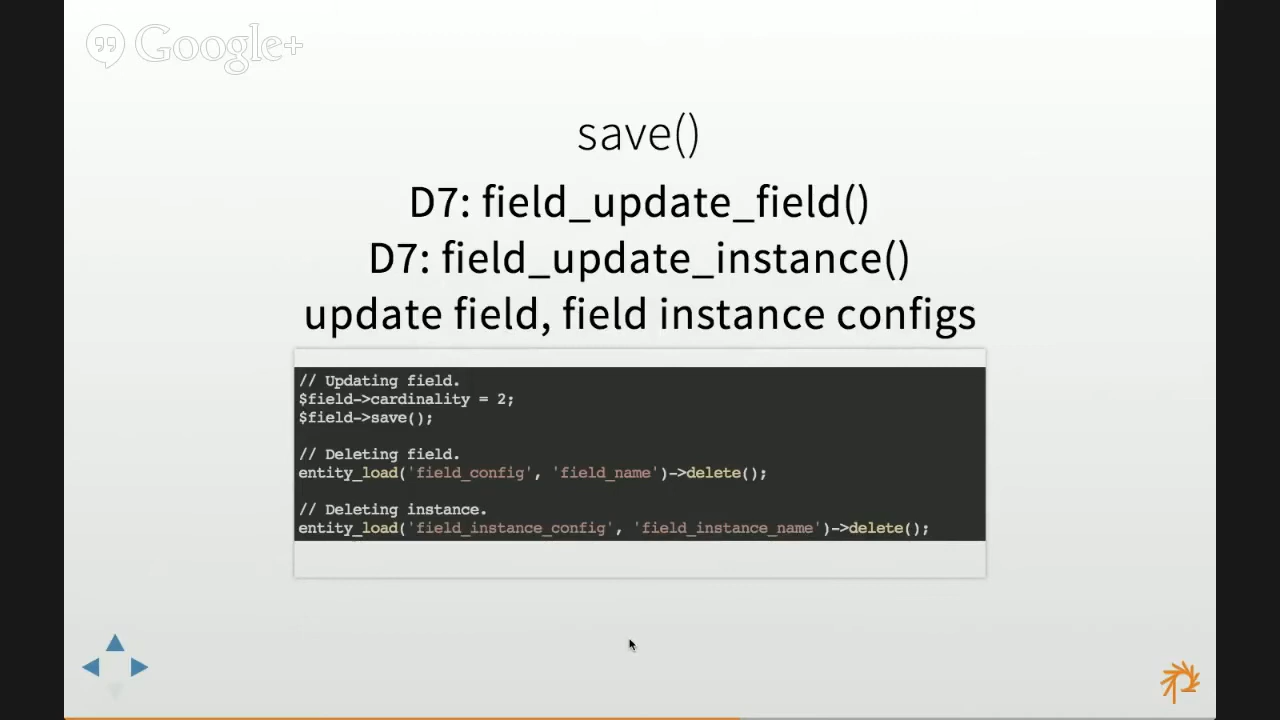 Google+
save()
D7: field_update_field()
D7: field_update_instance()
update field, field instance configs
// Updating field.
$field->cardinality = 2;
$field->save();
// Deleting field.
entity_load('field_config', 'field_name')->delete();
// Deleting instance.
entity_load('field_instance_config', 'field_instance_name')->delete();